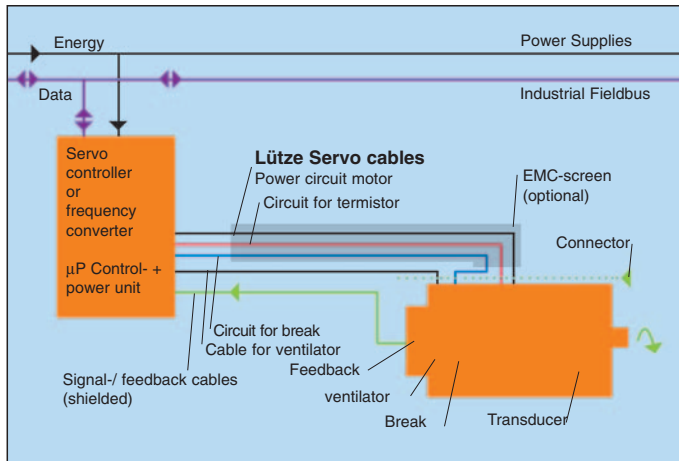 Energy
Power Supplies
Data
Industrial Fieldbus
Servo
controller
or
frequency
converter
µP Control- +
power unit
Lütze Servo cables
Power circuit motor
Circuit for termistor
EMC-screen
(optional)
Connector
Circuit for break
Cable for ventilator
Feedback
Signal-/ feedback cables
(shielded)
ventilator
Break
Transducer